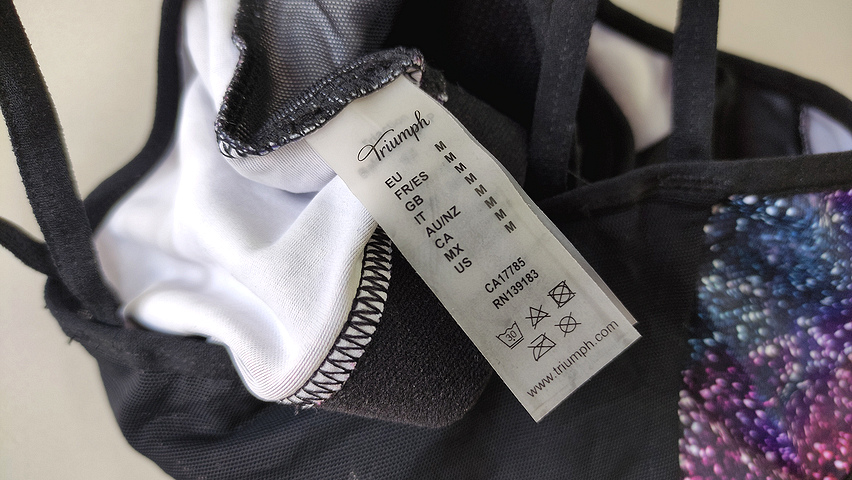 Triumph
EU M
FR/ES M
GB M
IT M
AU/NZ M
CA M
MX M
US M
CA17785
RN139183
30
www.triumph.com